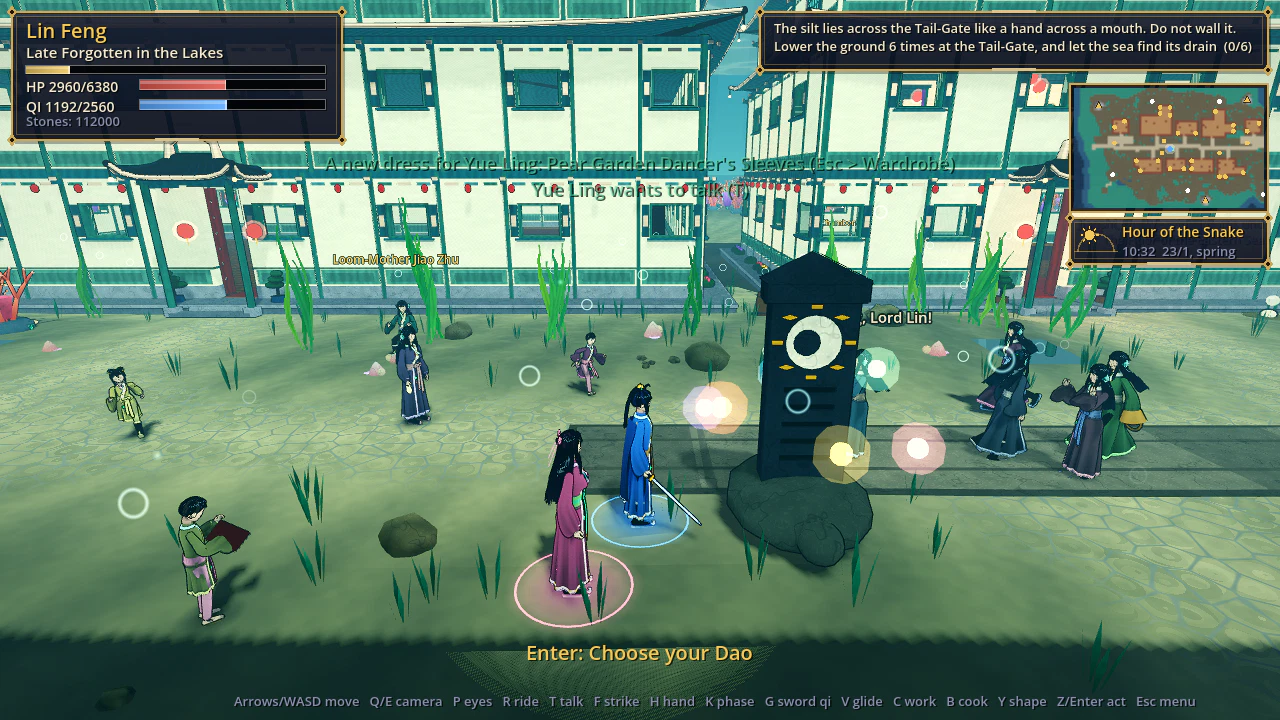 Lin Feng
Late Forgotten in the Lakes
HP 2960/6380
QI 1192/2560
Stones: 112000
The silt lies across the Tail-Gate like a hand across a mouth. Do not wall it.
Lower the ground 6 times at the Tail-Gate, and let the sea find its drain (0/6)
Hour of the Snake
10:32 23/1, spring
A new dress for Yue Ling: Pear Garden Dancer's Sleeves (Esc > Wardrobe)
Yue Ling wants to talk (T)
Loom-Mother Jiao Zhu
, Lord Lin!
Enter: Choose your Dao
Arrows/WASD move Q/E camera P eyes R ride T talk F strike H hand K phase G sword qi V glide C work B cook Y shape Z/Enter act Esc menu